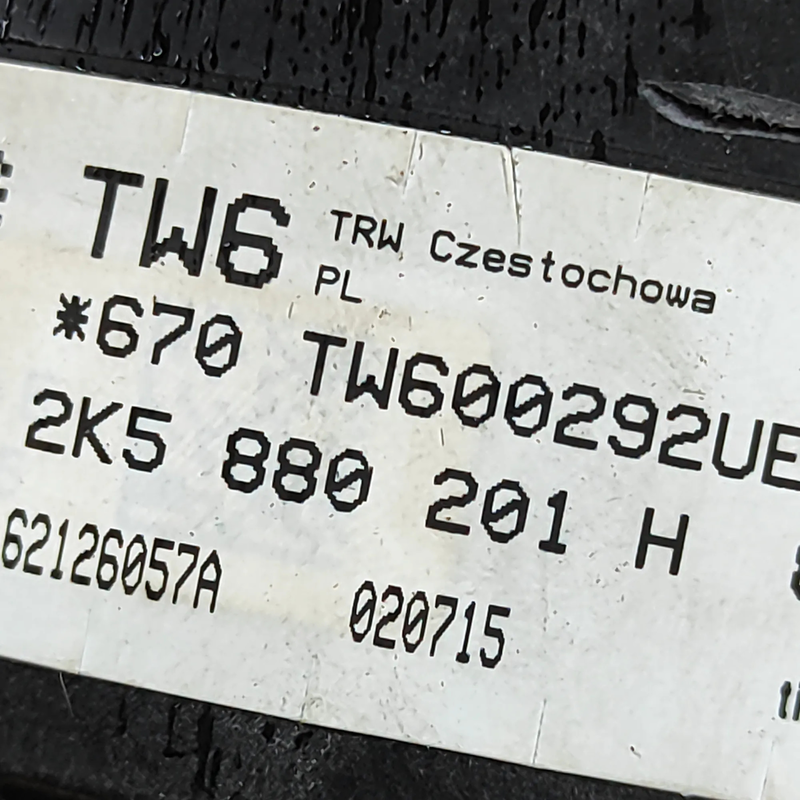 TW6 TRW Czestochowa
PL
*670 TW600292UE
2K5 880 201 H
62126057A 020715